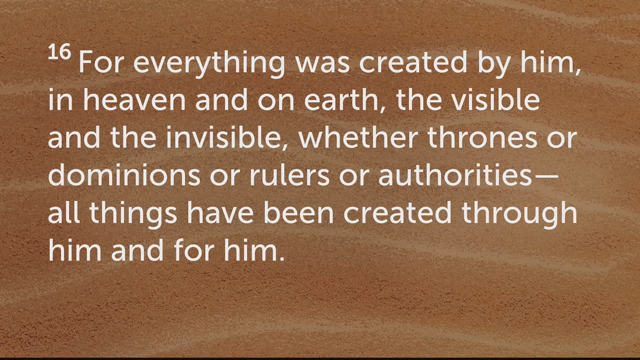 16 For everything was created by him,
in heaven and on earth, the visible
and the invisible, whether thrones or
dominions or rulers or authorities—
all things have been created through
him and for him.